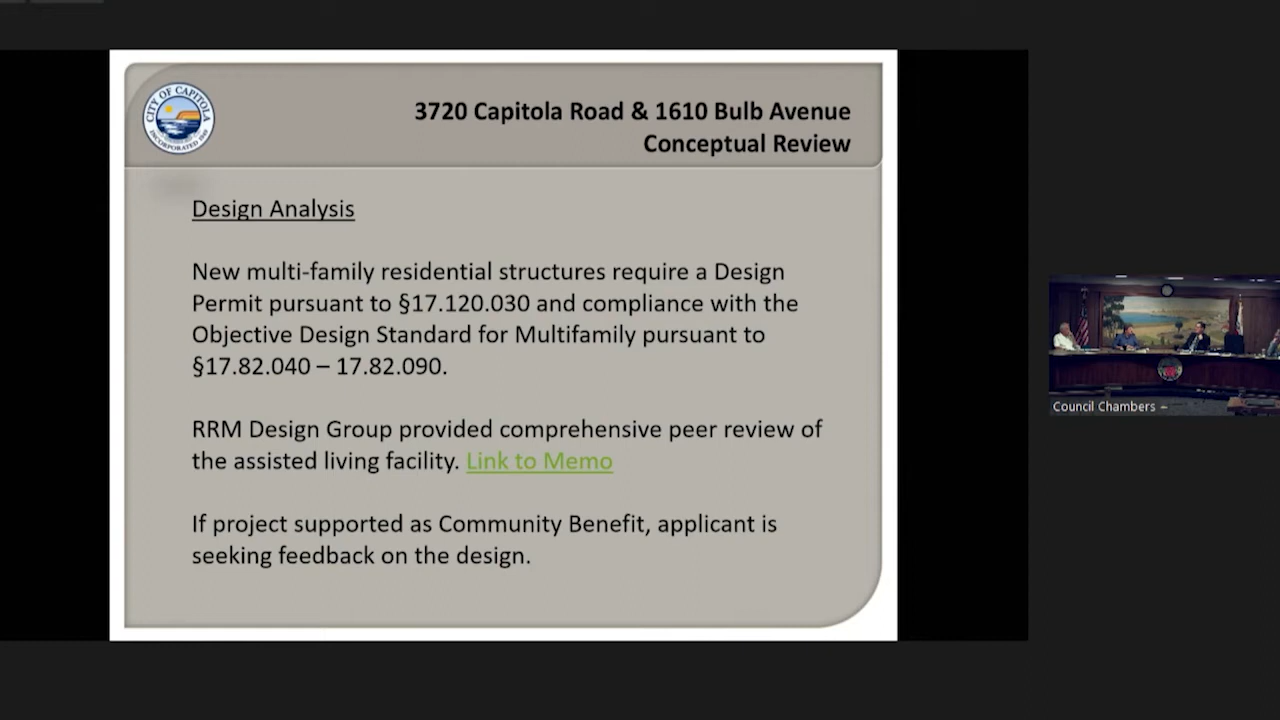 CITY OF CAPITOLA
INCORPORATED 1949
3720 Capitola Road & 1610 Bulb Avenue
Conceptual Review
Design Analysis
New multi-family residential structures require a Design
Permit pursuant to §17.120.030 and compliance with the
Objective Design Standard for Multifamily pursuant to
§17.82.040 – 17.82.090.
RRM Design Group provided comprehensive peer review of
the assisted living facility. Link to Memo
If project supported as Community Benefit, applicant is
seeking feedback on the design.
Council Chambers –